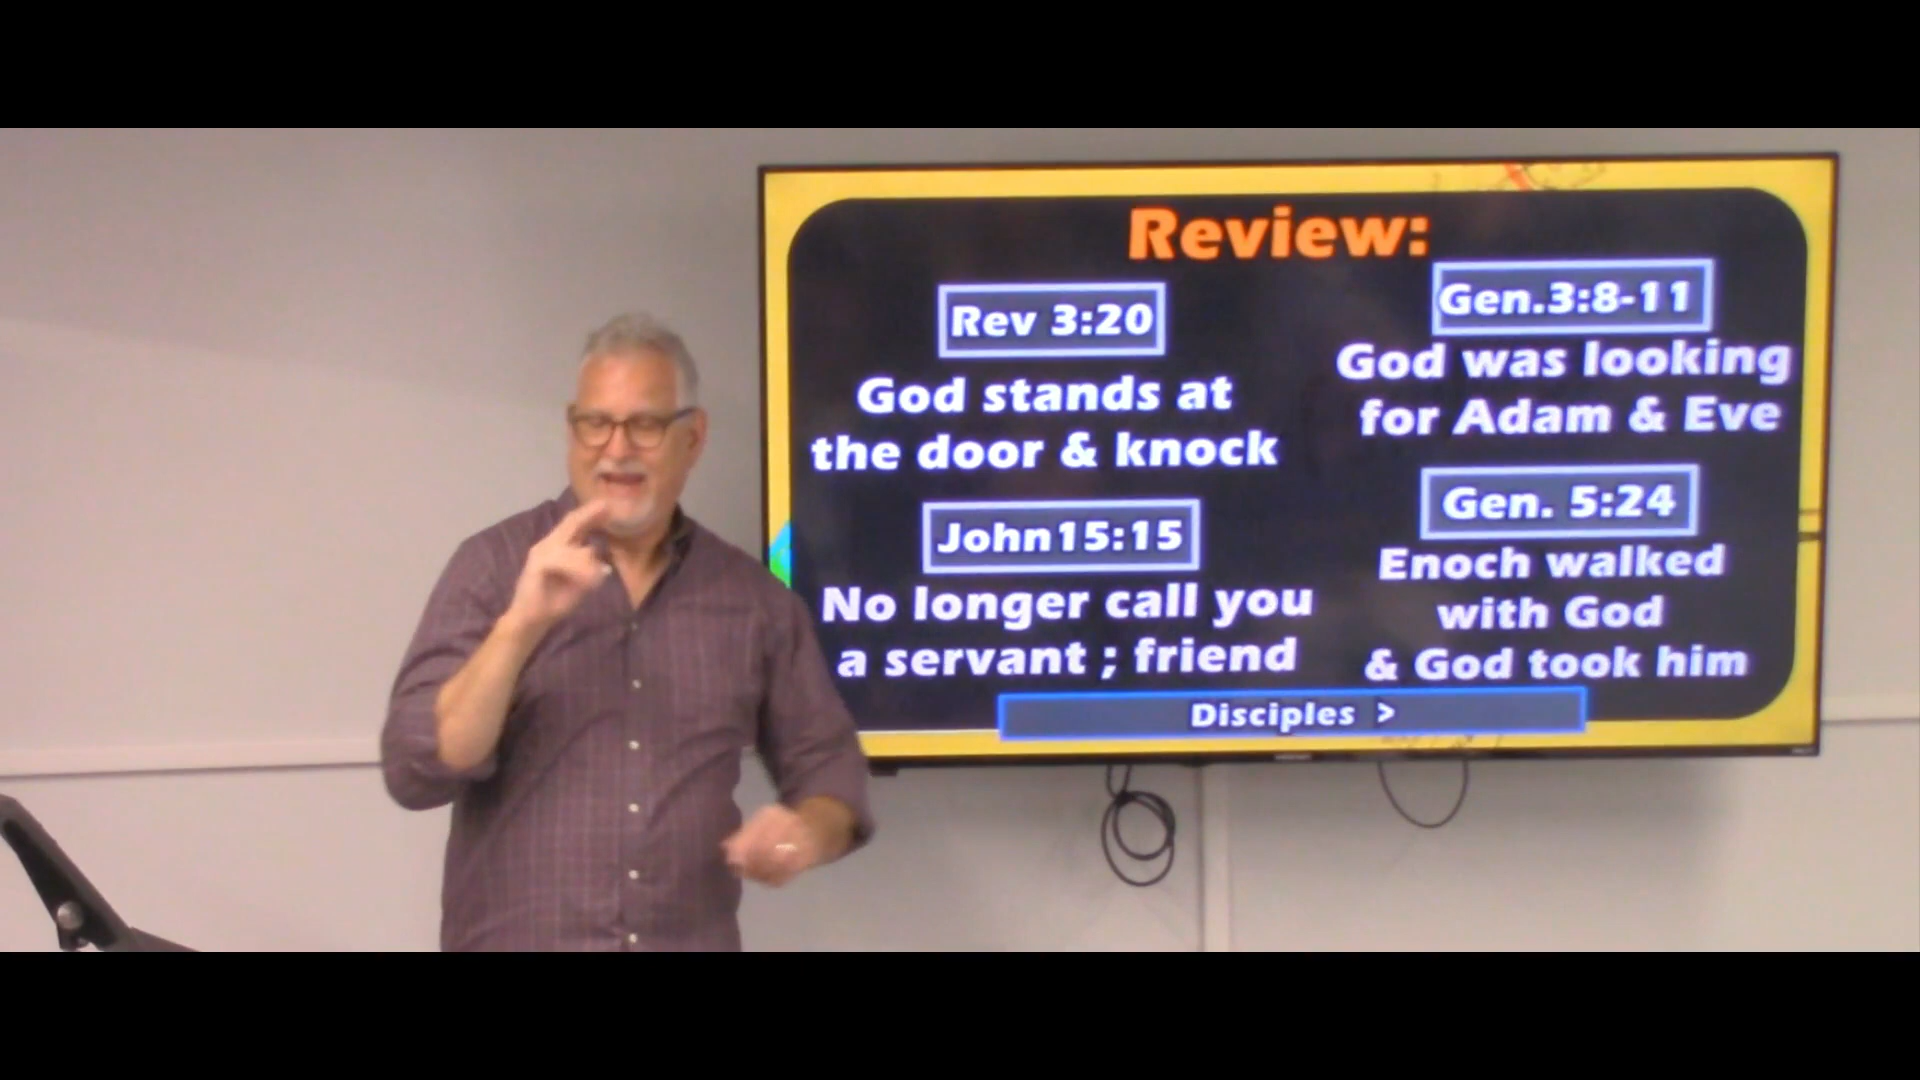 Review:
Rev 3:20
God stands at
the door & knock
John15:15
No longer call you
a servant ; friend
Gen.3:8-11
God was looking
for Adam & Eve
Gen. 5:24
Enoch walked
with God
& God took him
Disciples >